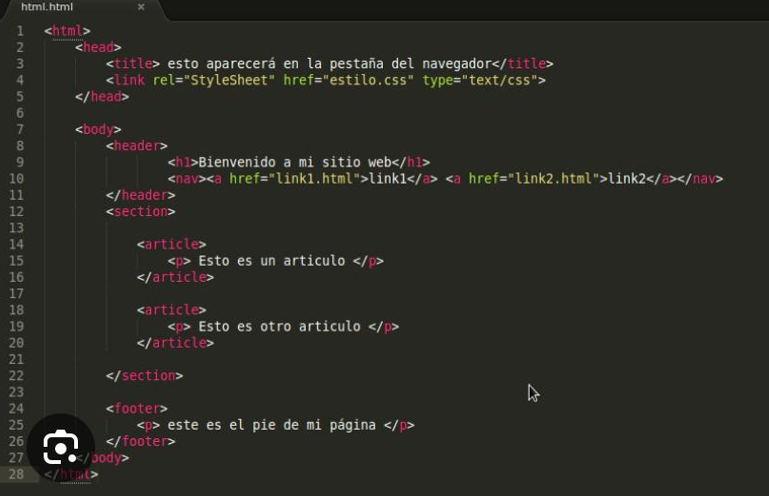 html.html ×
1 <html>
2 <head>
3 <title> esto aparecerá en la pestaña del navegador</title>
4 <link rel="StyleSheet" href="estilo.css" type="text/css">
5 </head>
6
7 <body>
8 <header>
9 <h1>Bienvenido a mi sitio web</h1>
10 <nav><a href="link1.html">link1</a> <a href="link2.html">link2</a></nav>
11 </header>
12 <section>
13
14 <article>
15 <p> Esto es un articulo </p>
16 </article>
17
18 <article>
19 <p> Esto es otro articulo </p>
20 </article>
21
22 </section>
23
24 <footer>
25 <p> este es el pie de mi página </p>
26 </footer>
27 </body>
28 </html>